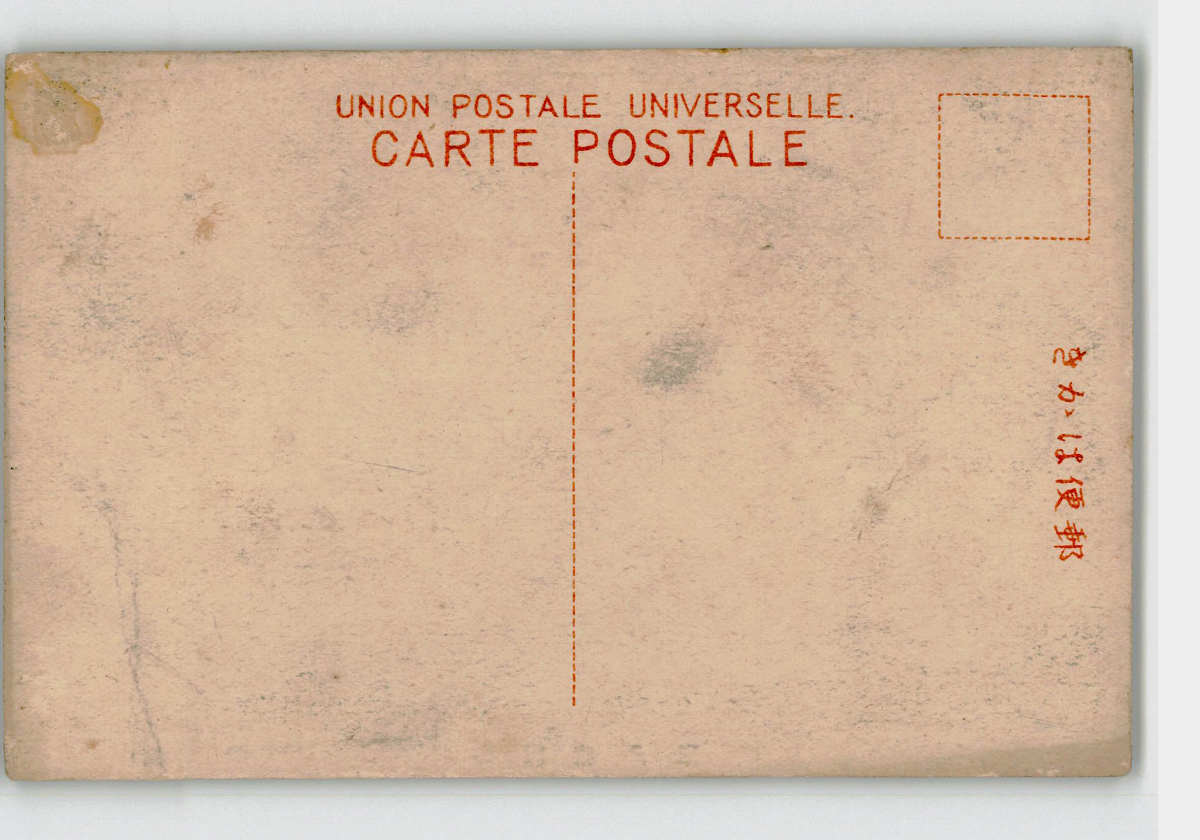 UNION POSTALE UNIVERSELLE.
CARTE POSTALE
郵便はかき